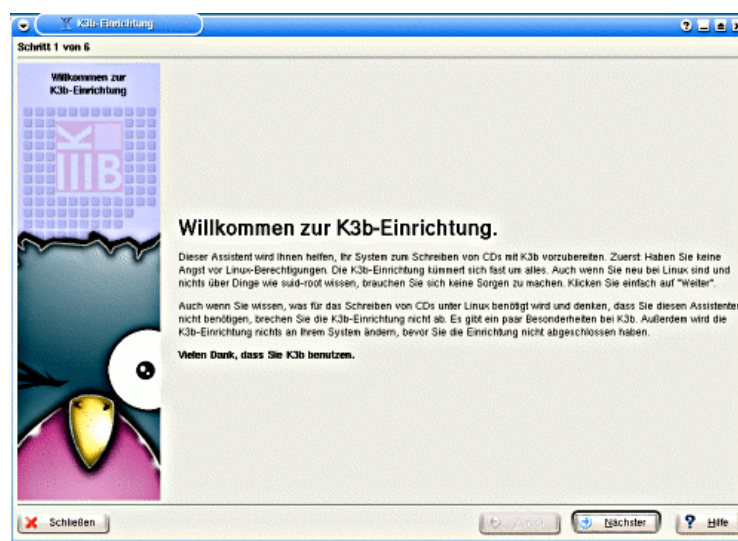 K3b-Einrichtung
Schritt 1 von 6
Willkommen zur
K3b-Einrichtung
K
IIIB
Willkommen zur K3b-Einrichtung.
Dieser Assistent wird Ihnen helfen, Ihr System zum Schreiben von CDs mit K3b vorzubereiten. Zuerst: Haben Sie keine
Angst vor Linux-Berechtigungen. Die K3b-Einrichtung kümmert sich fast um alles. Auch wenn Sie neu bei Linux sind und
nichts über Dinge wie suid-root wissen, brauchen Sie sich keine Sorgen zu machen. Klicken Sie einfach auf "Weiter".
Auch wenn Sie wissen, was für das Schreiben von CDs unter Linux benötigt wird und denken, dass Sie diesen Assistenten
nicht benötigen, brechen Sie die K3b-Einrichtung nicht ab. Es gibt ein paar Besonderheiten bei K3b. Außerdem wird die
K3b-Einrichtung nichts an Ihrem System ändern, bevor Sie die Einrichtung nicht abgeschlossen haben.
Vielen Dank, dass Sie K3b benutzen.
Schließen
Nächster
Hilfe